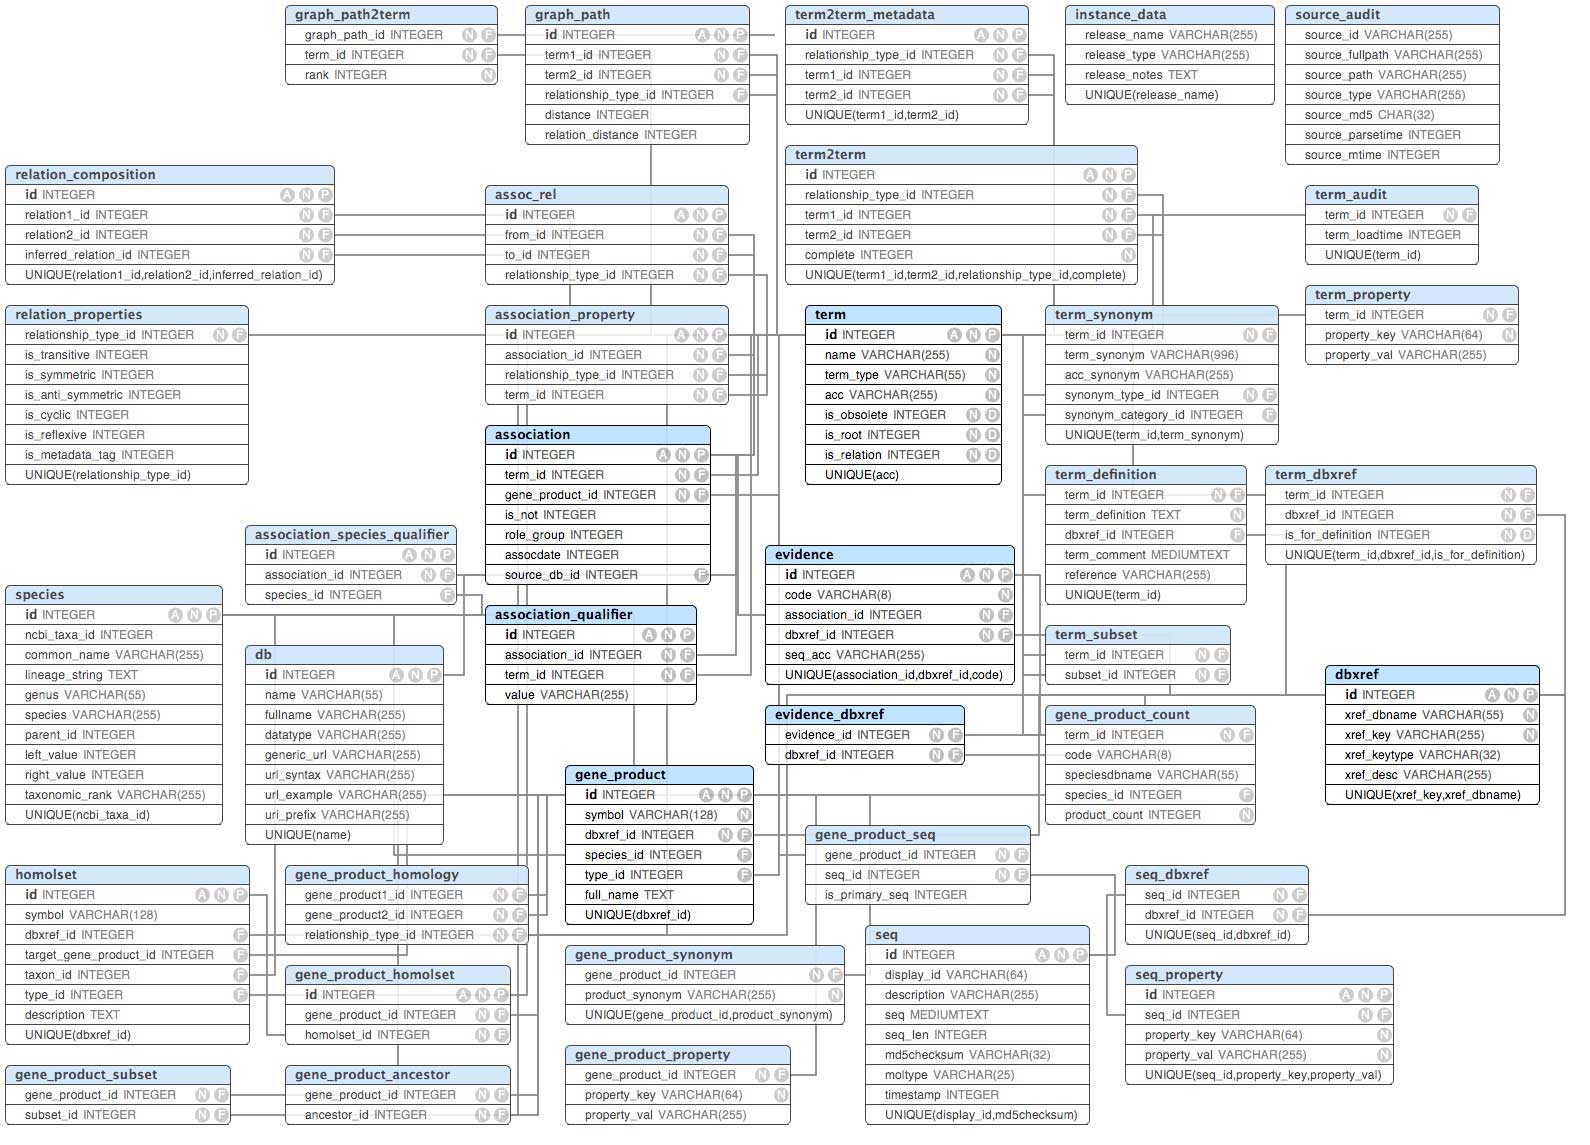 graph_path2term
graph_path_id INTEGER N F
term_id INTEGER N F
rank INTEGER N
graph_path
id INTEGER A N P
term1_id INTEGER N F
term2_id INTEGER N F
relationship_type_id INTEGER F
distance INTEGER
relation_distance INTEGER
term2term_metadata
id INTEGER A N P
relationship_type_id INTEGER N F
term1_id INTEGER N F
term2_id INTEGER N F
UNIQUE(term1_id,term2_id)
instance_data
release_name VARCHAR(255)
release_type VARCHAR(255)
release_notes TEXT
UNIQUE(release_name)
source_audit
source_id VARCHAR(255)
source_fullpath VARCHAR(255)
source_path VARCHAR(255)
source_type VARCHAR(255)
source_md5 CHAR(32)
source_parsetime INTEGER
source_mtime INTEGER
relation_composition
id INTEGER A N P
relation1_id INTEGER N F
relation2_id INTEGER N F
inferred_relation_id INTEGER N F
UNIQUE(relation1_id,relation2_id,inferred_relation_id)
assoc_rel
id INTEGER A N P
from_id INTEGER N F
to_id INTEGER N F
relationship_type_id INTEGER N F
term2term
id INTEGER A N P
relationship_type_id INTEGER N F
term1_id INTEGER N F
term2_id INTEGER N F
complete INTEGER N
UNIQUE(term1_id,term2_id,relationship_type_id,complete)
term_audit
term_id INTEGER N F
term_loadtime INTEGER
UNIQUE(term_id)
relation_properties
relationship_type_id INTEGER N F
is_transitive INTEGER
is_symmetric INTEGER
is_anti_symmetric INTEGER
is_cyclic INTEGER
is_reflexive INTEGER
is_metadata_tag INTEGER
UNIQUE(relationship_type_id)
association_property
id INTEGER A N P
association_id INTEGER N F
relationship_type_id INTEGER N F
term_id INTEGER N F
term
id INTEGER A N P
name VARCHAR(255) N
term_type VARCHAR(55) N
acc VARCHAR(255) N
is_obsolete INTEGER N D
is_root INTEGER N D
is_relation INTEGER N D
UNIQUE(acc)
term_synonym
term_id INTEGER N F
term_synonym VARCHAR(996)
acc_synonym VARCHAR(255)
synonym_type_id INTEGER N F
synonym_category_id INTEGER F
UNIQUE(term_id,term_synonym)
term_property
term_id INTEGER N F
property_key VARCHAR(64) N
property_val VARCHAR(255)
association
id INTEGER A N P
term_id INTEGER N F
gene_product_id INTEGER N F
is_not INTEGER
role_group INTEGER
assocdate INTEGER
source_db_id INTEGER F
term_definition
term_id INTEGER N F
term_definition TEXT N
dbxref_id INTEGER F
term_comment MEDIUMTEXT
reference VARCHAR(255)
UNIQUE(term_id)
term_dbxref
term_id INTEGER N F
dbxref_id INTEGER N F
is_for_definition INTEGER N D
UNIQUE(term_id,dbxref_id,is_for_definition)
association_species_qualifier
id INTEGER A N P
association_id INTEGER N F
species_id INTEGER F
evidence
id INTEGER A N P
code VARCHAR(8) N
association_id INTEGER N F
dbxref_id INTEGER N F
seq_acc VARCHAR(255)
UNIQUE(association_id,dbxref_id,code)
species
id INTEGER A N P
ncbi_taxa_id INTEGER
common_name VARCHAR(255)
lineage_string TEXT
genus VARCHAR(55)
species VARCHAR(255)
parent_id INTEGER
left_value INTEGER
right_value INTEGER
taxonomic_rank VARCHAR(255)
UNIQUE(ncbi_taxa_id)
association_qualifier
id INTEGER A N P
association_id INTEGER N F
term_id INTEGER N F
value VARCHAR(255)
term_subset
term_id INTEGER N F
subset_id INTEGER N F
db
id INTEGER A N P
name VARCHAR(55)
fullname VARCHAR(255)
datatype VARCHAR(255)
generic_url VARCHAR(255)
url_syntax VARCHAR(255)
url_example VARCHAR(255)
uri_prefix VARCHAR(255)
UNIQUE(name)
dbxref
id INTEGER A N P
xref_dbname VARCHAR(55) N
xref_key VARCHAR(255) N
xref_keytype VARCHAR(32)
xref_desc VARCHAR(255)
UNIQUE(xref_key,xref_dbname)
evidence_dbxref
evidence_id INTEGER N F
dbxref_id INTEGER N F
gene_product_count
term_id INTEGER N F
code VARCHAR(8)
speciesdbname VARCHAR(55)
species_id INTEGER F
product_count INTEGER N
gene_product
id INTEGER A N P
symbol VARCHAR(128) N
dbxref_id INTEGER N F
species_id INTEGER F
type_id INTEGER F
full_name TEXT
UNIQUE(dbxref_id)
gene_product_seq
gene_product_id INTEGER N F
seq_id INTEGER N F
is_primary_seq INTEGER
homolset
id INTEGER A N P
symbol VARCHAR(128)
dbxref_id INTEGER F
target_gene_product_id INTEGER F
taxon_id INTEGER F
type_id INTEGER F
description TEXT
UNIQUE(dbxref_id)
gene_product_homology
gene_product1_id INTEGER N F
gene_product2_id INTEGER N F
relationship_type_id INTEGER N F
seq_dbxref
seq_id INTEGER N F
dbxref_id INTEGER N F
UNIQUE(seq_id,dbxref_id)
seq
id INTEGER A N P
display_id VARCHAR(64)
description VARCHAR(255)
seq MEDIUMTEXT
seq_len INTEGER
md5checksum VARCHAR(32)
moltype VARCHAR(25)
timestamp INTEGER
UNIQUE(display_id,md5checksum)
gene_product_synonym
gene_product_id INTEGER N F
product_synonym VARCHAR(255) N
UNIQUE(gene_product_id,product_synonym)
gene_product_homolset
id INTEGER A N P
gene_product_id INTEGER N F
homolset_id INTEGER N F
seq_property
id INTEGER A N P
seq_id INTEGER N F
property_key VARCHAR(64) N
property_val VARCHAR(255) N
UNIQUE(seq_id,property_key,property_val)
gene_product_property
gene_product_id INTEGER N F
property_key VARCHAR(64) N
property_val VARCHAR(255)
gene_product_subset
gene_product_id INTEGER N F
subset_id INTEGER N F
gene_product_ancestor
gene_product_id INTEGER N F
ancestor_id INTEGER N F